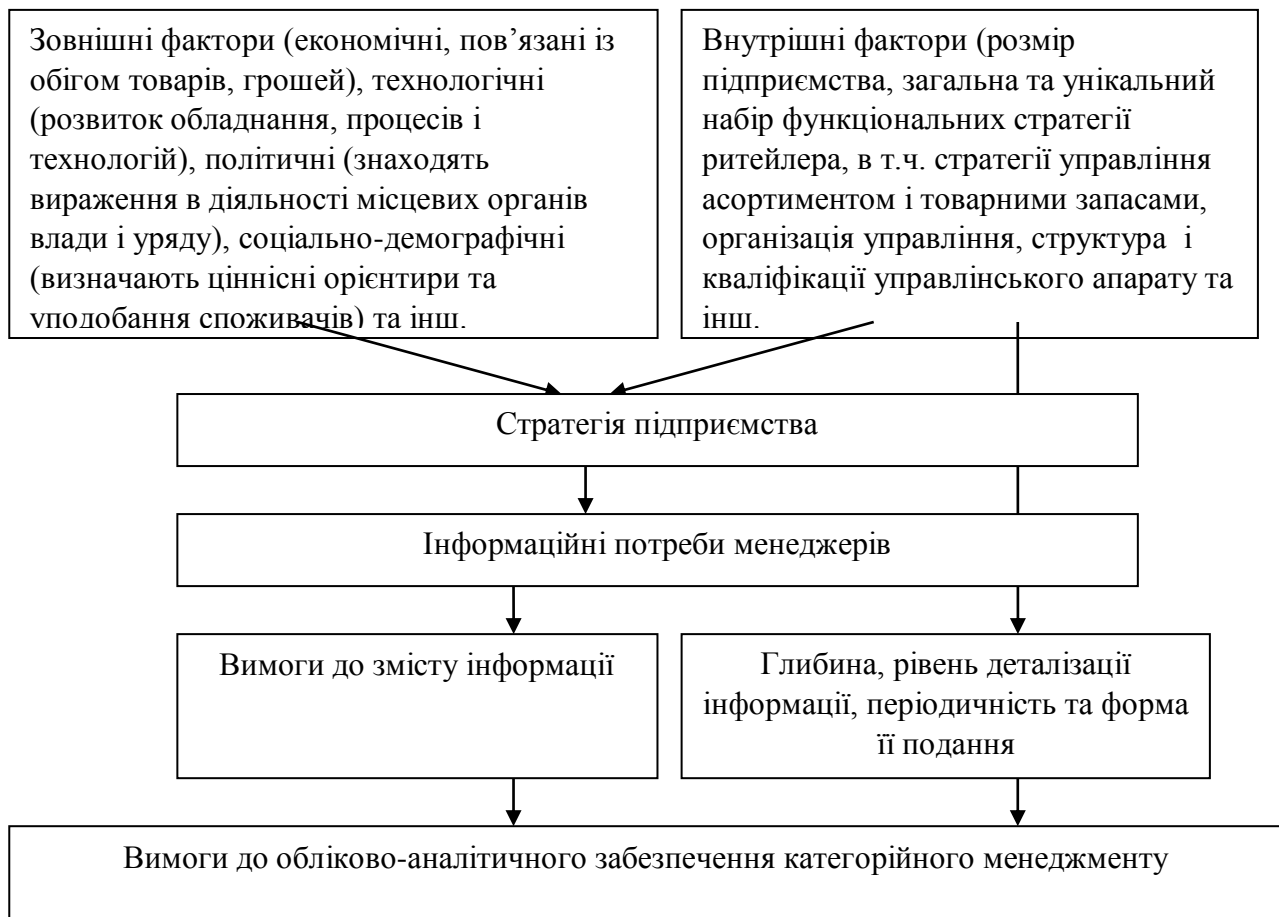 Зовнішні фактори (економічні, пов’язані із
обігом товарів, грошей), технологічні
(розвиток обладнання, процесів і
технологій), політичні (знаходять
вираження в діяльності місцевих органів
влади і уряду), соціально-демографічні
(визначають ціннісні орієнтири та
уподобання споживачів) та інш.
Внутрішні фактори (розмір
підприємства, загальна та унікальний
набір функціональних стратегії
ритейлера, в т.ч. стратегії управління
асортиментом і товарними запасами,
організація управління, структура і
кваліфікації управлінського апарату та
інш.
Стратегія підприємства
Інформаційні потреби менеджерів
Вимоги до змісту інформації
Глибина, рівень деталізації
інформації, періодичність та форма
її подання
Вимоги до обліково-аналітичного забезпечення категорійного менеджменту